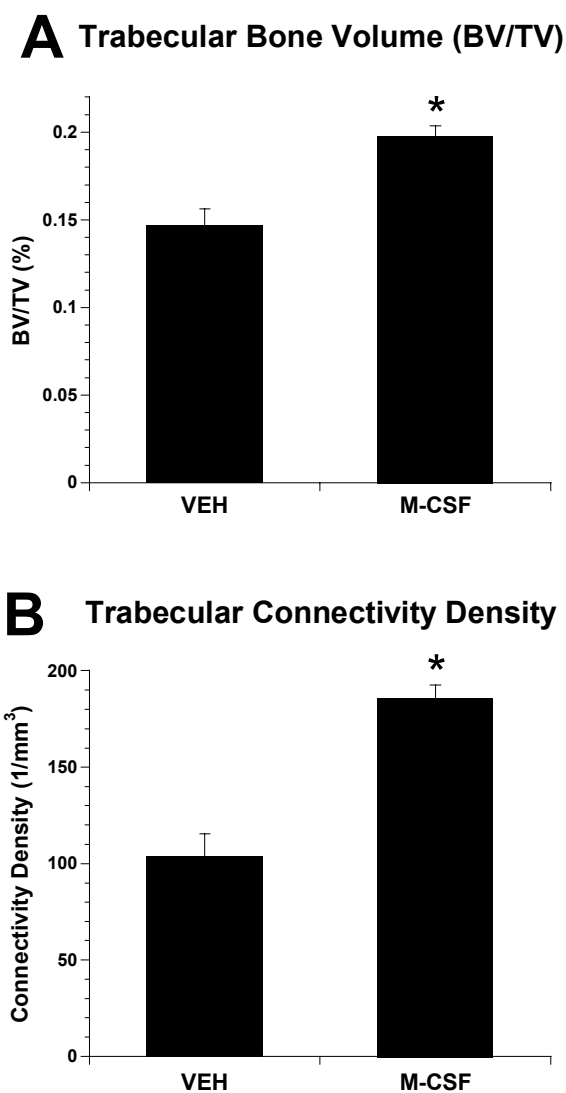 A Trabecular Bone Volume (BV/TV)
*
0.2
0.15
0.1
0.05
0
BV/TV (%)
VEH M-CSF
B Trabecular Connectivity Density
*
200
150
100
50
0
Connectivity Density (1/mm³)
VEH M-CSF